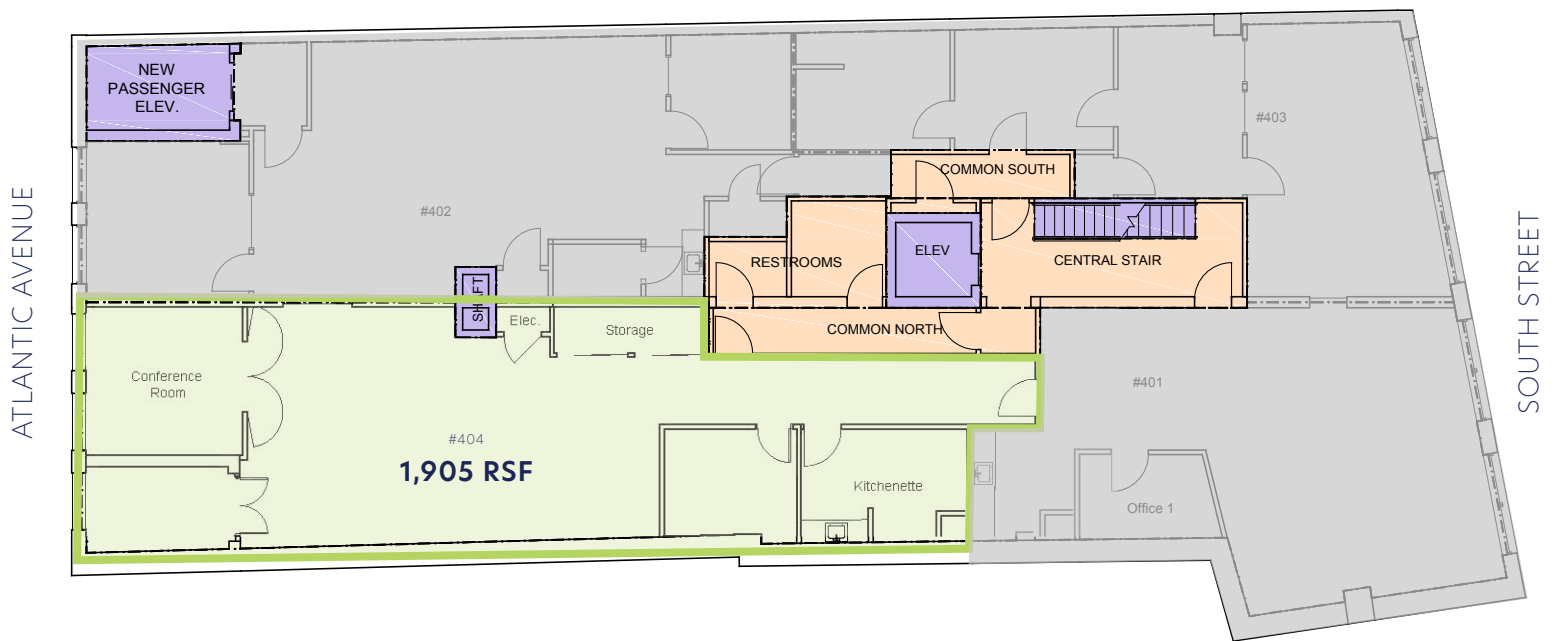 NEW
PASSENGER
ELEV.
#403
COMMON SOUTH
ATLANTIC AVENUE
#402
SOUTH STREET
RESTROOMS
ELEV
CENTRAL STAIR
SHAFT
Elec.
Storage
COMMON NORTH
Conference
Room
#401
#404
1,905 RSF
Kitchenette
Office 1